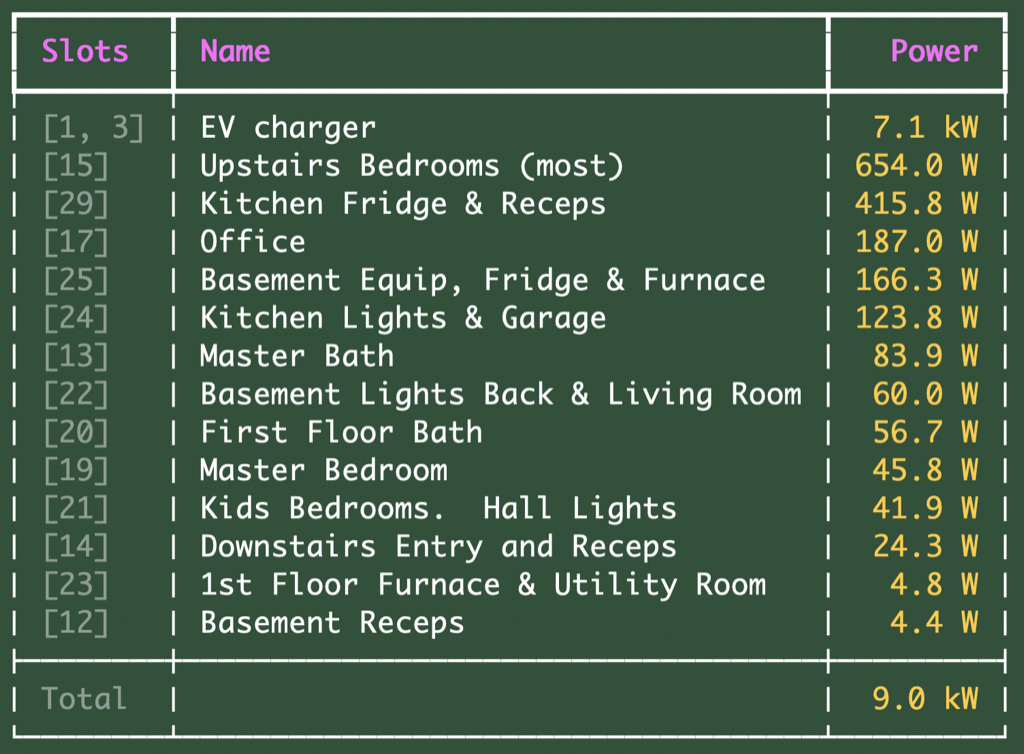 Slots Name Power
[1, 3] EV charger 7.1 kW
[15] Upstairs Bedrooms (most) 654.0 W
[29] Kitchen Fridge & Receps 415.8 W
[17] Office 187.0 W
[25] Basement Equip, Fridge & Furnace 166.3 W
[24] Kitchen Lights & Garage 123.8 W
[13] Master Bath 83.9 W
[22] Basement Lights Back & Living Room 60.0 W
[20] First Floor Bath 56.7 W
[19] Master Bedroom 45.8 W
[21] Kids Bedrooms.  Hall Lights 41.9 W
[14] Downstairs Entry and Receps 24.3 W
[23] 1st Floor Furnace & Utility Room 4.8 W
[12] Basement Receps 4.4 W
Total 9.0 kW